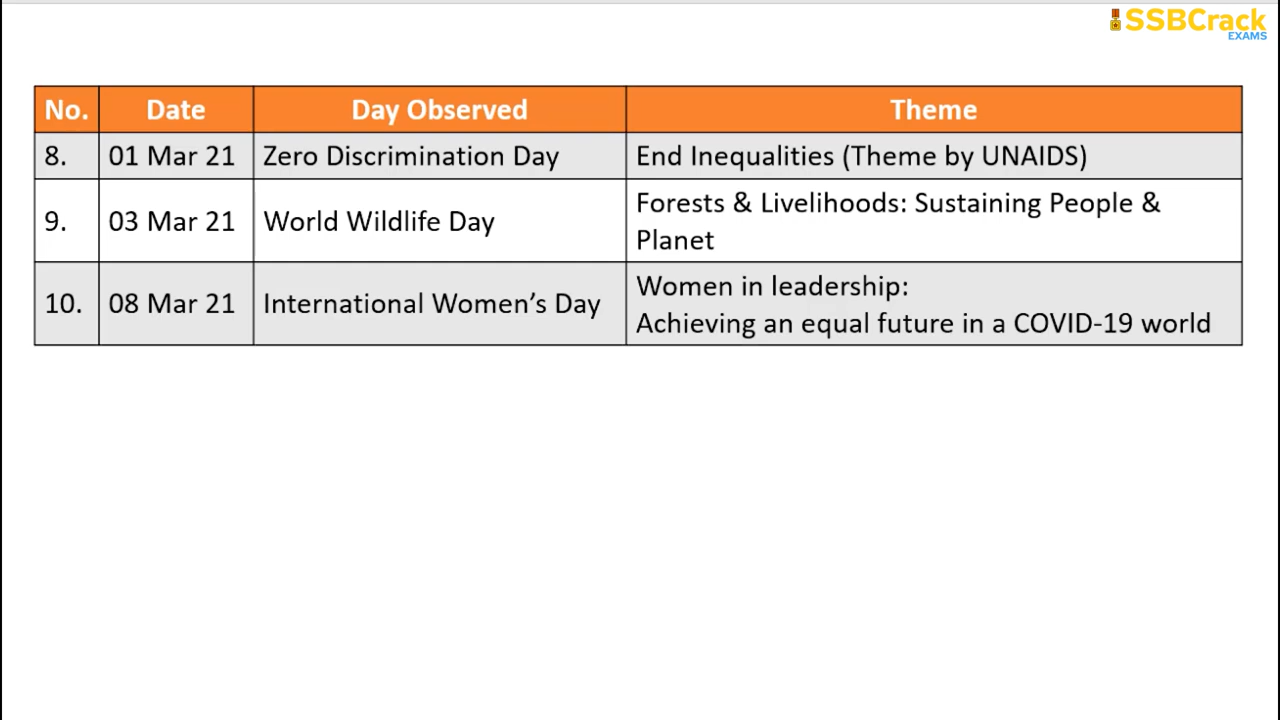 SSBCrack
EXAMS
No. Date Day Observed Theme
8. 01 Mar 21 Zero Discrimination Day End Inequalities (Theme by UNAIDS)
9. 03 Mar 21 World Wildlife Day Forests & Livelihoods: Sustaining People &
Planet
10. 08 Mar 21 International Women’s Day Women in leadership:
Achieving an equal future in a COVID-19 world